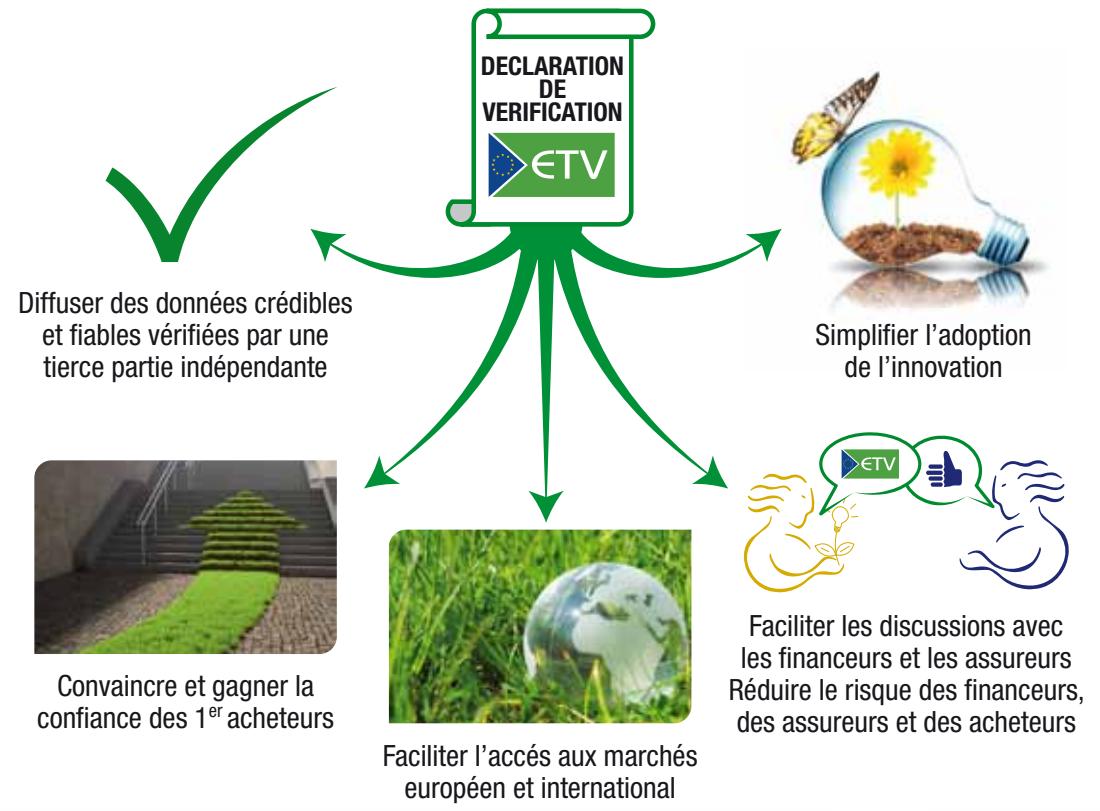 DECLARATION
DE
VERIFICATION
ETV
Diffuser des données crédibles
et fiables vérifiées par une
tierce partie indépendante
Simplifier l’adoption
de l’innovation
Convaincre et gagner la
confiance des 1er acheteurs
Faciliter l’accés aux marchés
européen et international
ETV
Faciliter les discussions avec
les financeurs et les assureurs
Réduire le risque des financeurs,
des assureurs et des acheteurs